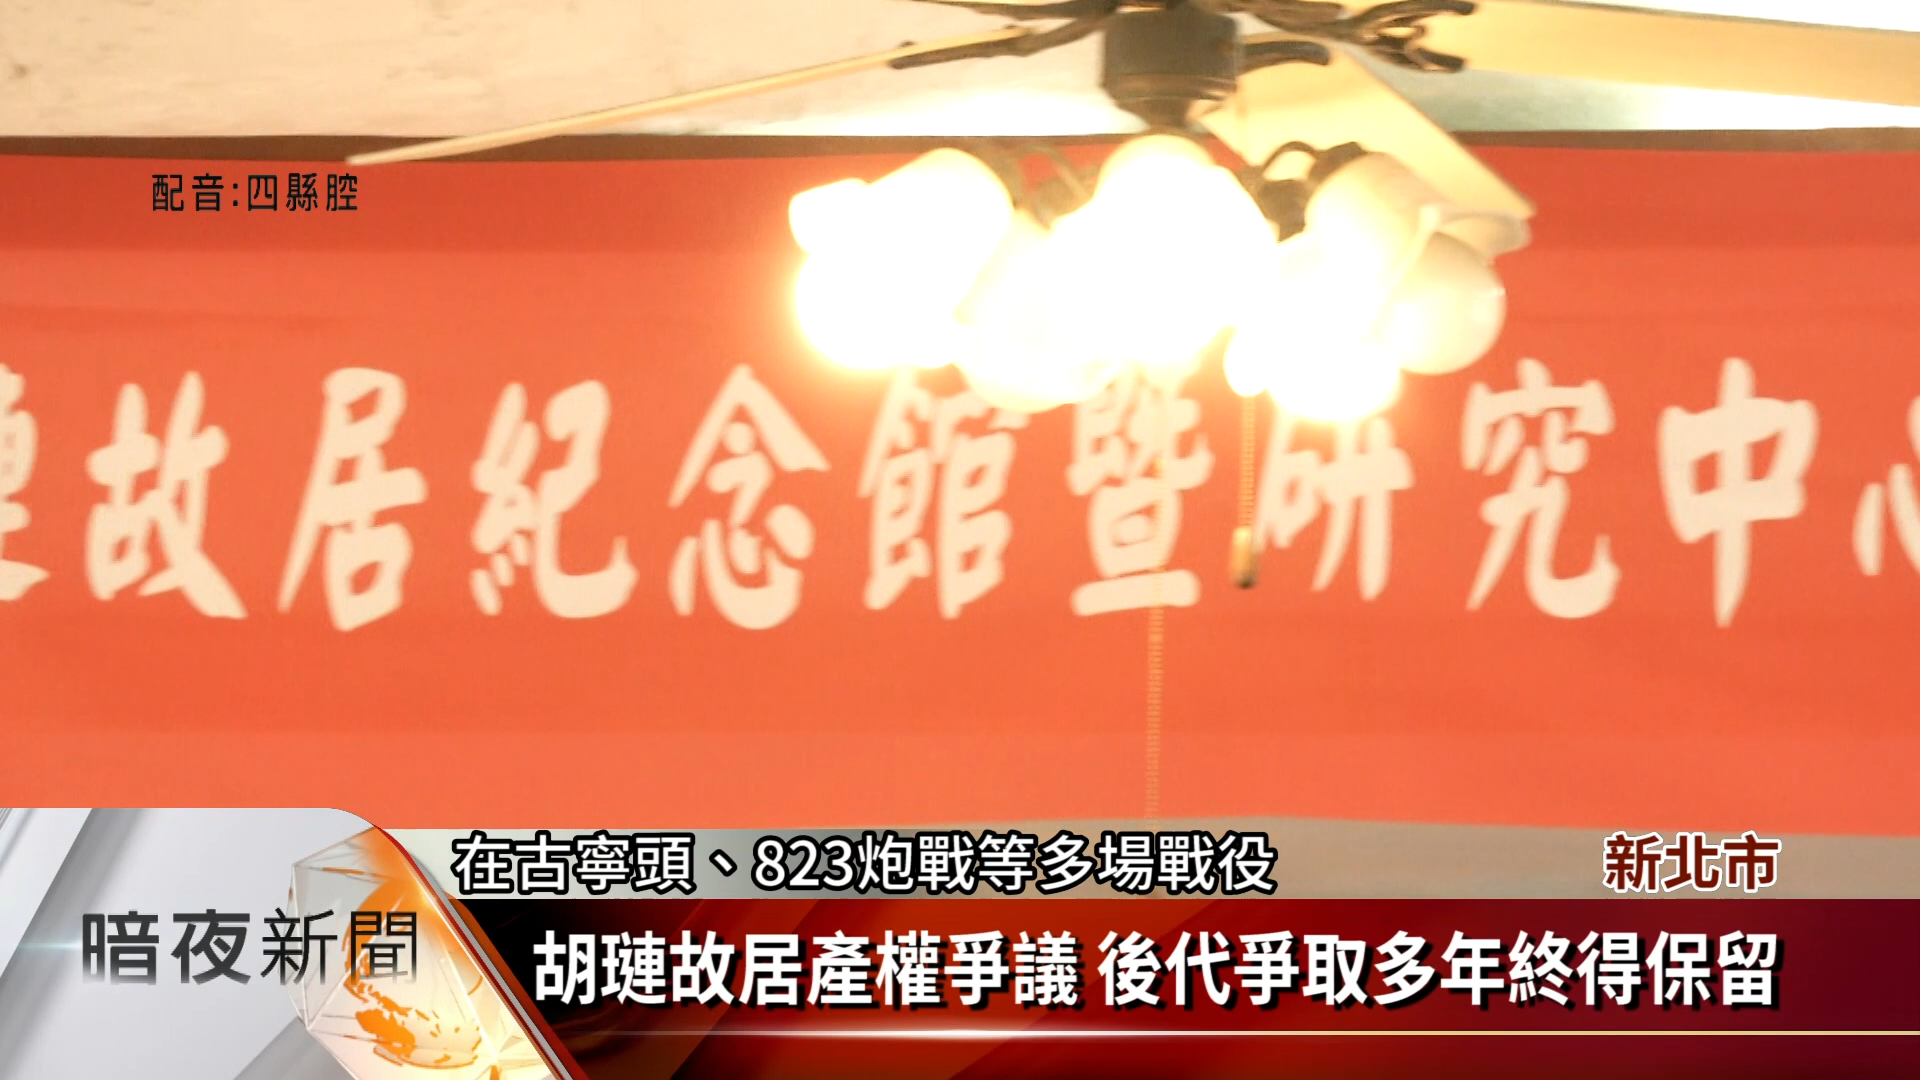 配音:四縣腔
故居紀念館暨研究中
在古寧頭、823炮戰等多場戰役
新北市
暗夜新聞
胡璉故居產權爭議 後代爭取多年終得保留